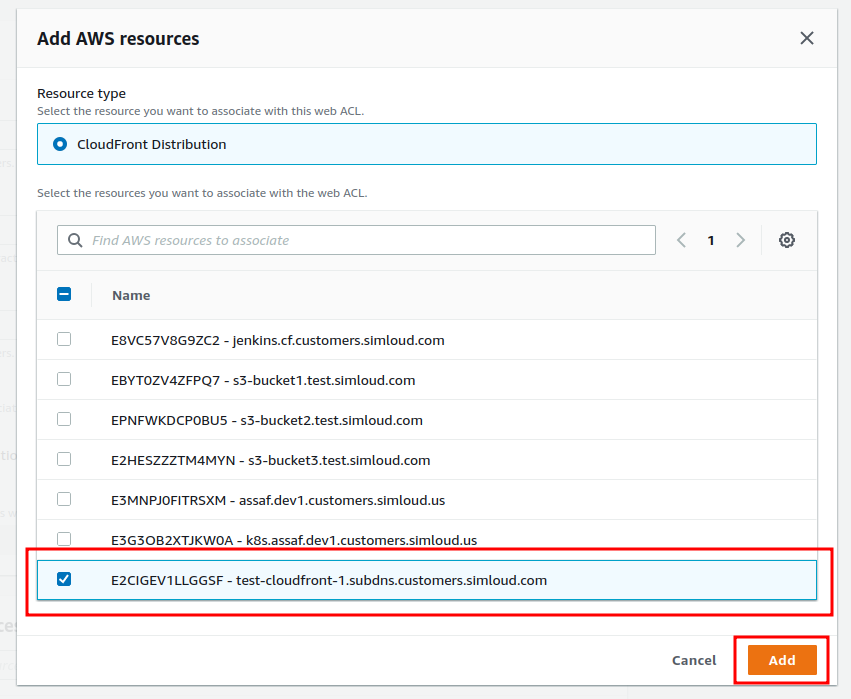 Add AWS resources
Resource type
Select the resource you want to associate with this web ACL.
CloudFront Distribution
Select the resources you want to associate with the web ACL.
Find AWS resources to associate
1
Name
E8VC57V8G9ZC2 - jenkins.cf.customers.simloud.com
EBYT0ZV4ZFPQ7 - s3-bucket1.test.simloud.com
EPNFWKDCP0BU5 - s3-bucket2.test.simloud.com
E2HESZZZTM4MYN - s3-bucket3.test.simloud.com
E3MNPJ0FITRSXM - assaf.dev1.customers.simloud.us
E3G3OB2XTJKW0A - k8s.assaf.dev1.customers.simloud.us
E2CIGEV1LLGGSF - test-cloudfront-1.subdns.customers.simloud.com
Cancel
Add